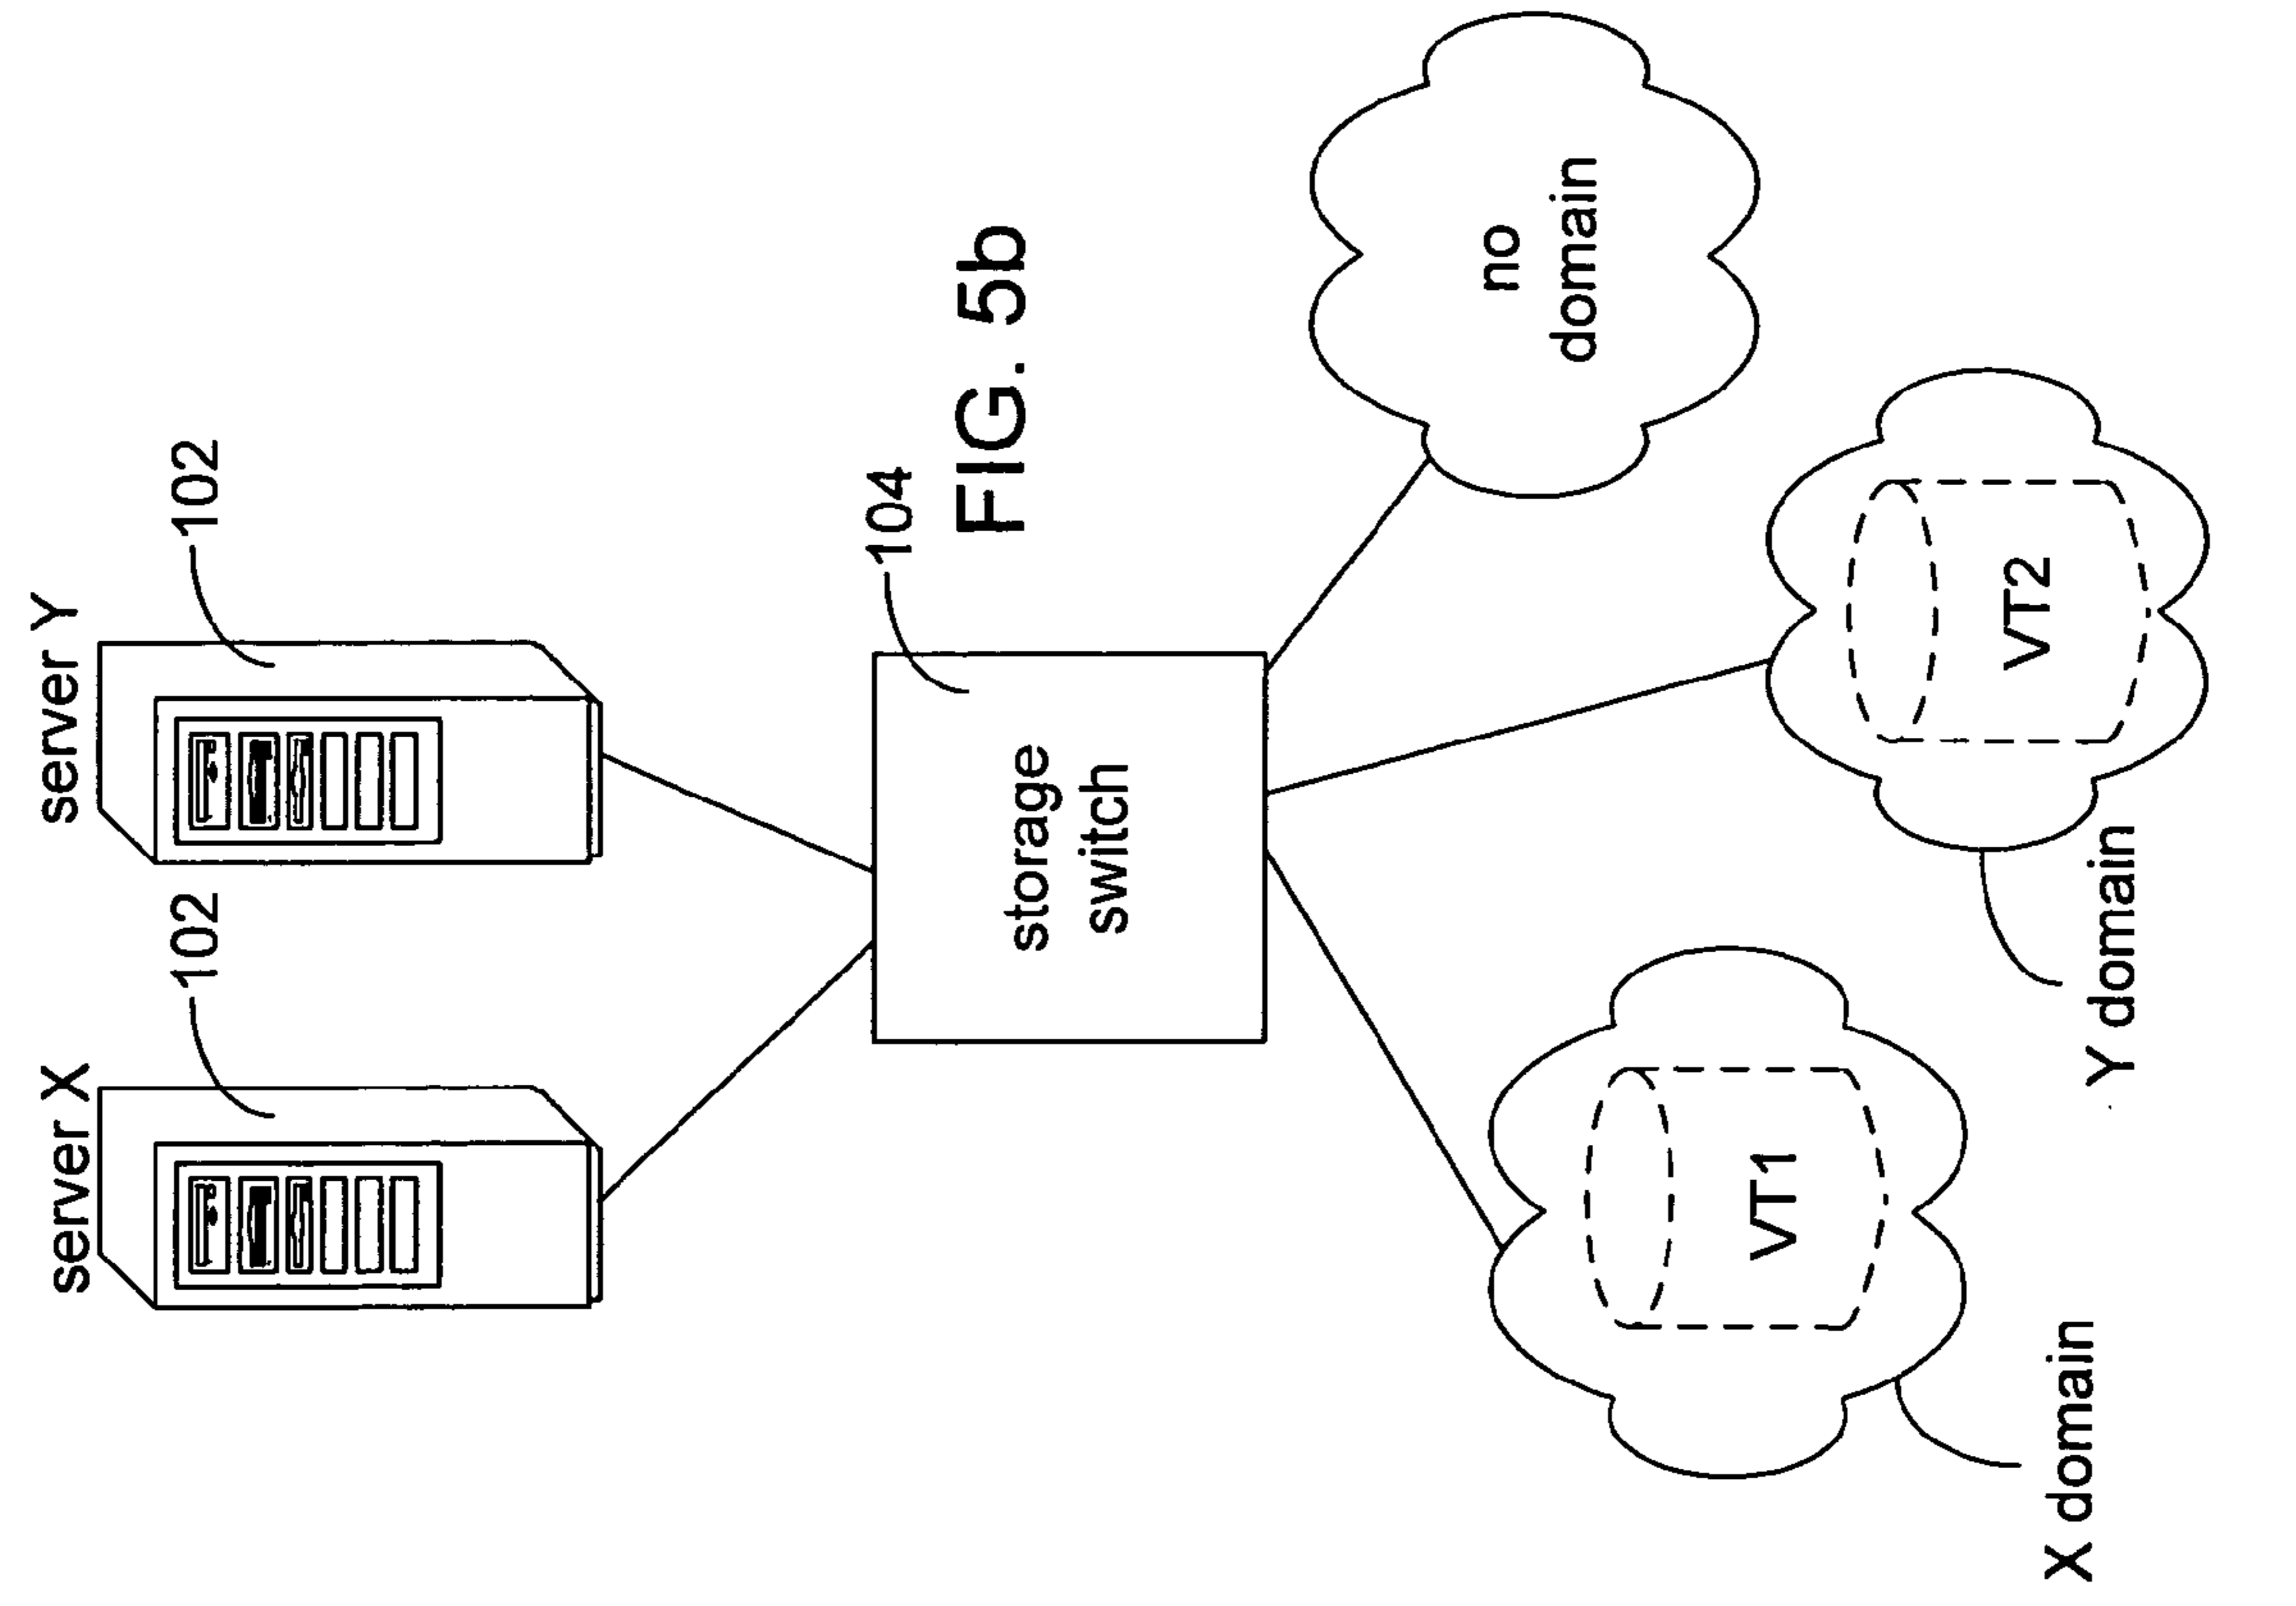 server X
102
server Y
102
storage
switch
104
FIG. 5b
X domain
VT1
Y domain
VT2
no
domain